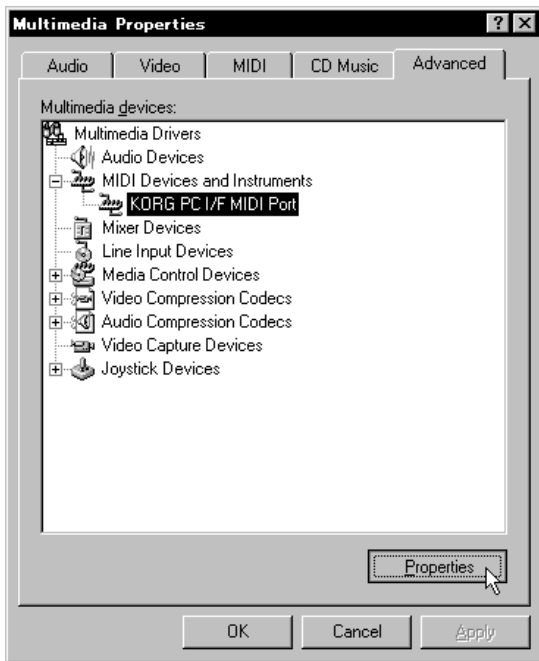 Multimedia Properties
Audio Video MIDI CD Music Advanced
Multimedia devices:
Multimedia Drivers
Audio Devices
MIDI Devices and Instruments
KORG PC I/F MIDI Port
Mixer Devices
Line Input Devices
Media Control Devices
Video Compression Codecs
Audio Compression Codecs
Video Capture Devices
Joystick Devices
Properties
OK Cancel Apply